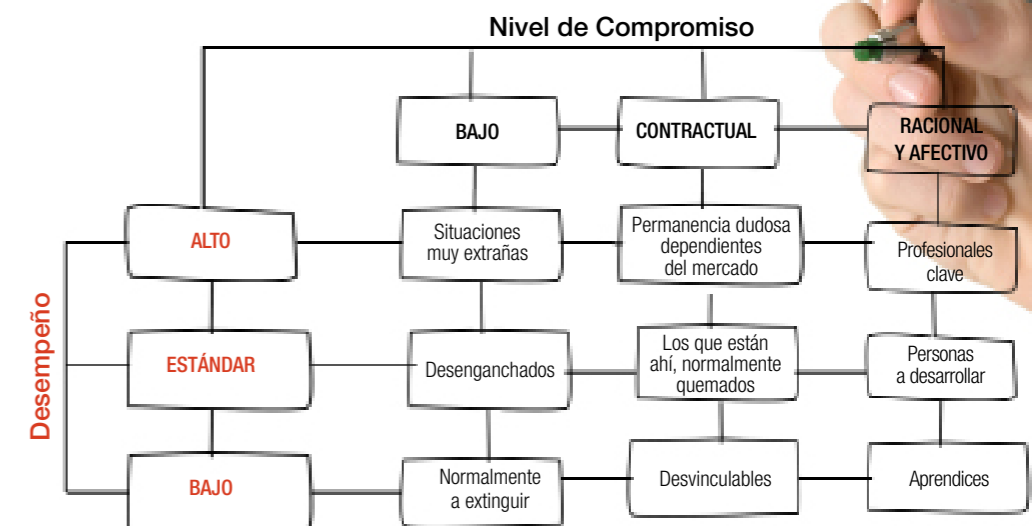 Nivel de Compromiso
BAJO
CONTRACTUAL
RACIONAL
Y AFECTIVO
Desempeño
ALTO
Situaciones
muy extrañas
Permanencia dudosa
dependientes
del mercado
Profesionales
clave
ESTÁNDAR
Desenganchados
Los que están
ahí, normalmente
quemados
Personas
a desarrollar
BAJO
Normalmente
a extinguir
Desvinculables
Aprendices